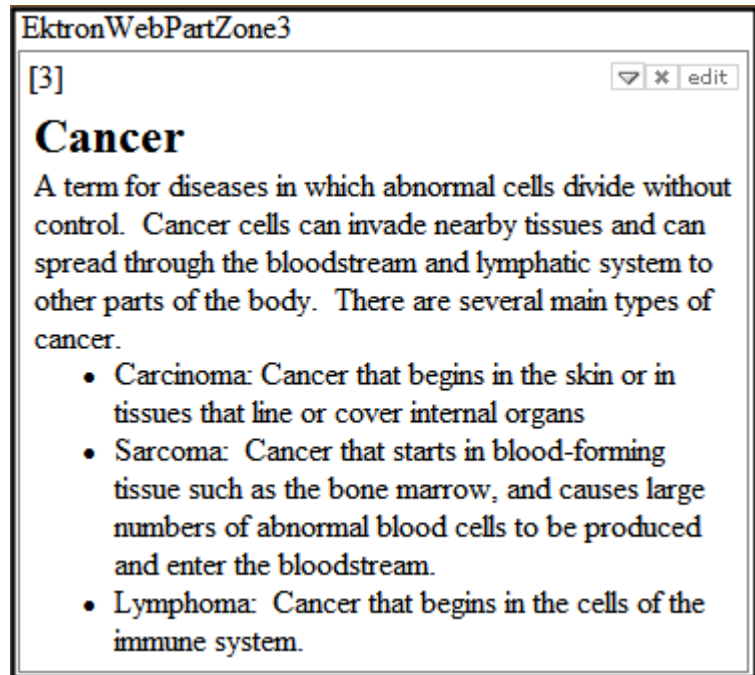 EktronWebPartZone3
[3] edit
Cancer
A term for diseases in which abnormal cells divide without
control.  Cancer cells can invade nearby tissues and can
spread through the bloodstream and lymphatic system to
other parts of the body.  There are several main types of
cancer.
• Carcinoma: Cancer that begins in the skin or in
tissues that line or cover internal organs
• Sarcoma:  Cancer that starts in blood-forming
tissue such as the bone marrow, and causes large
numbers of abnormal blood cells to be produced
and enter the bloodstream.
• Lymphoma:  Cancer that begins in the cells of the
immune system.